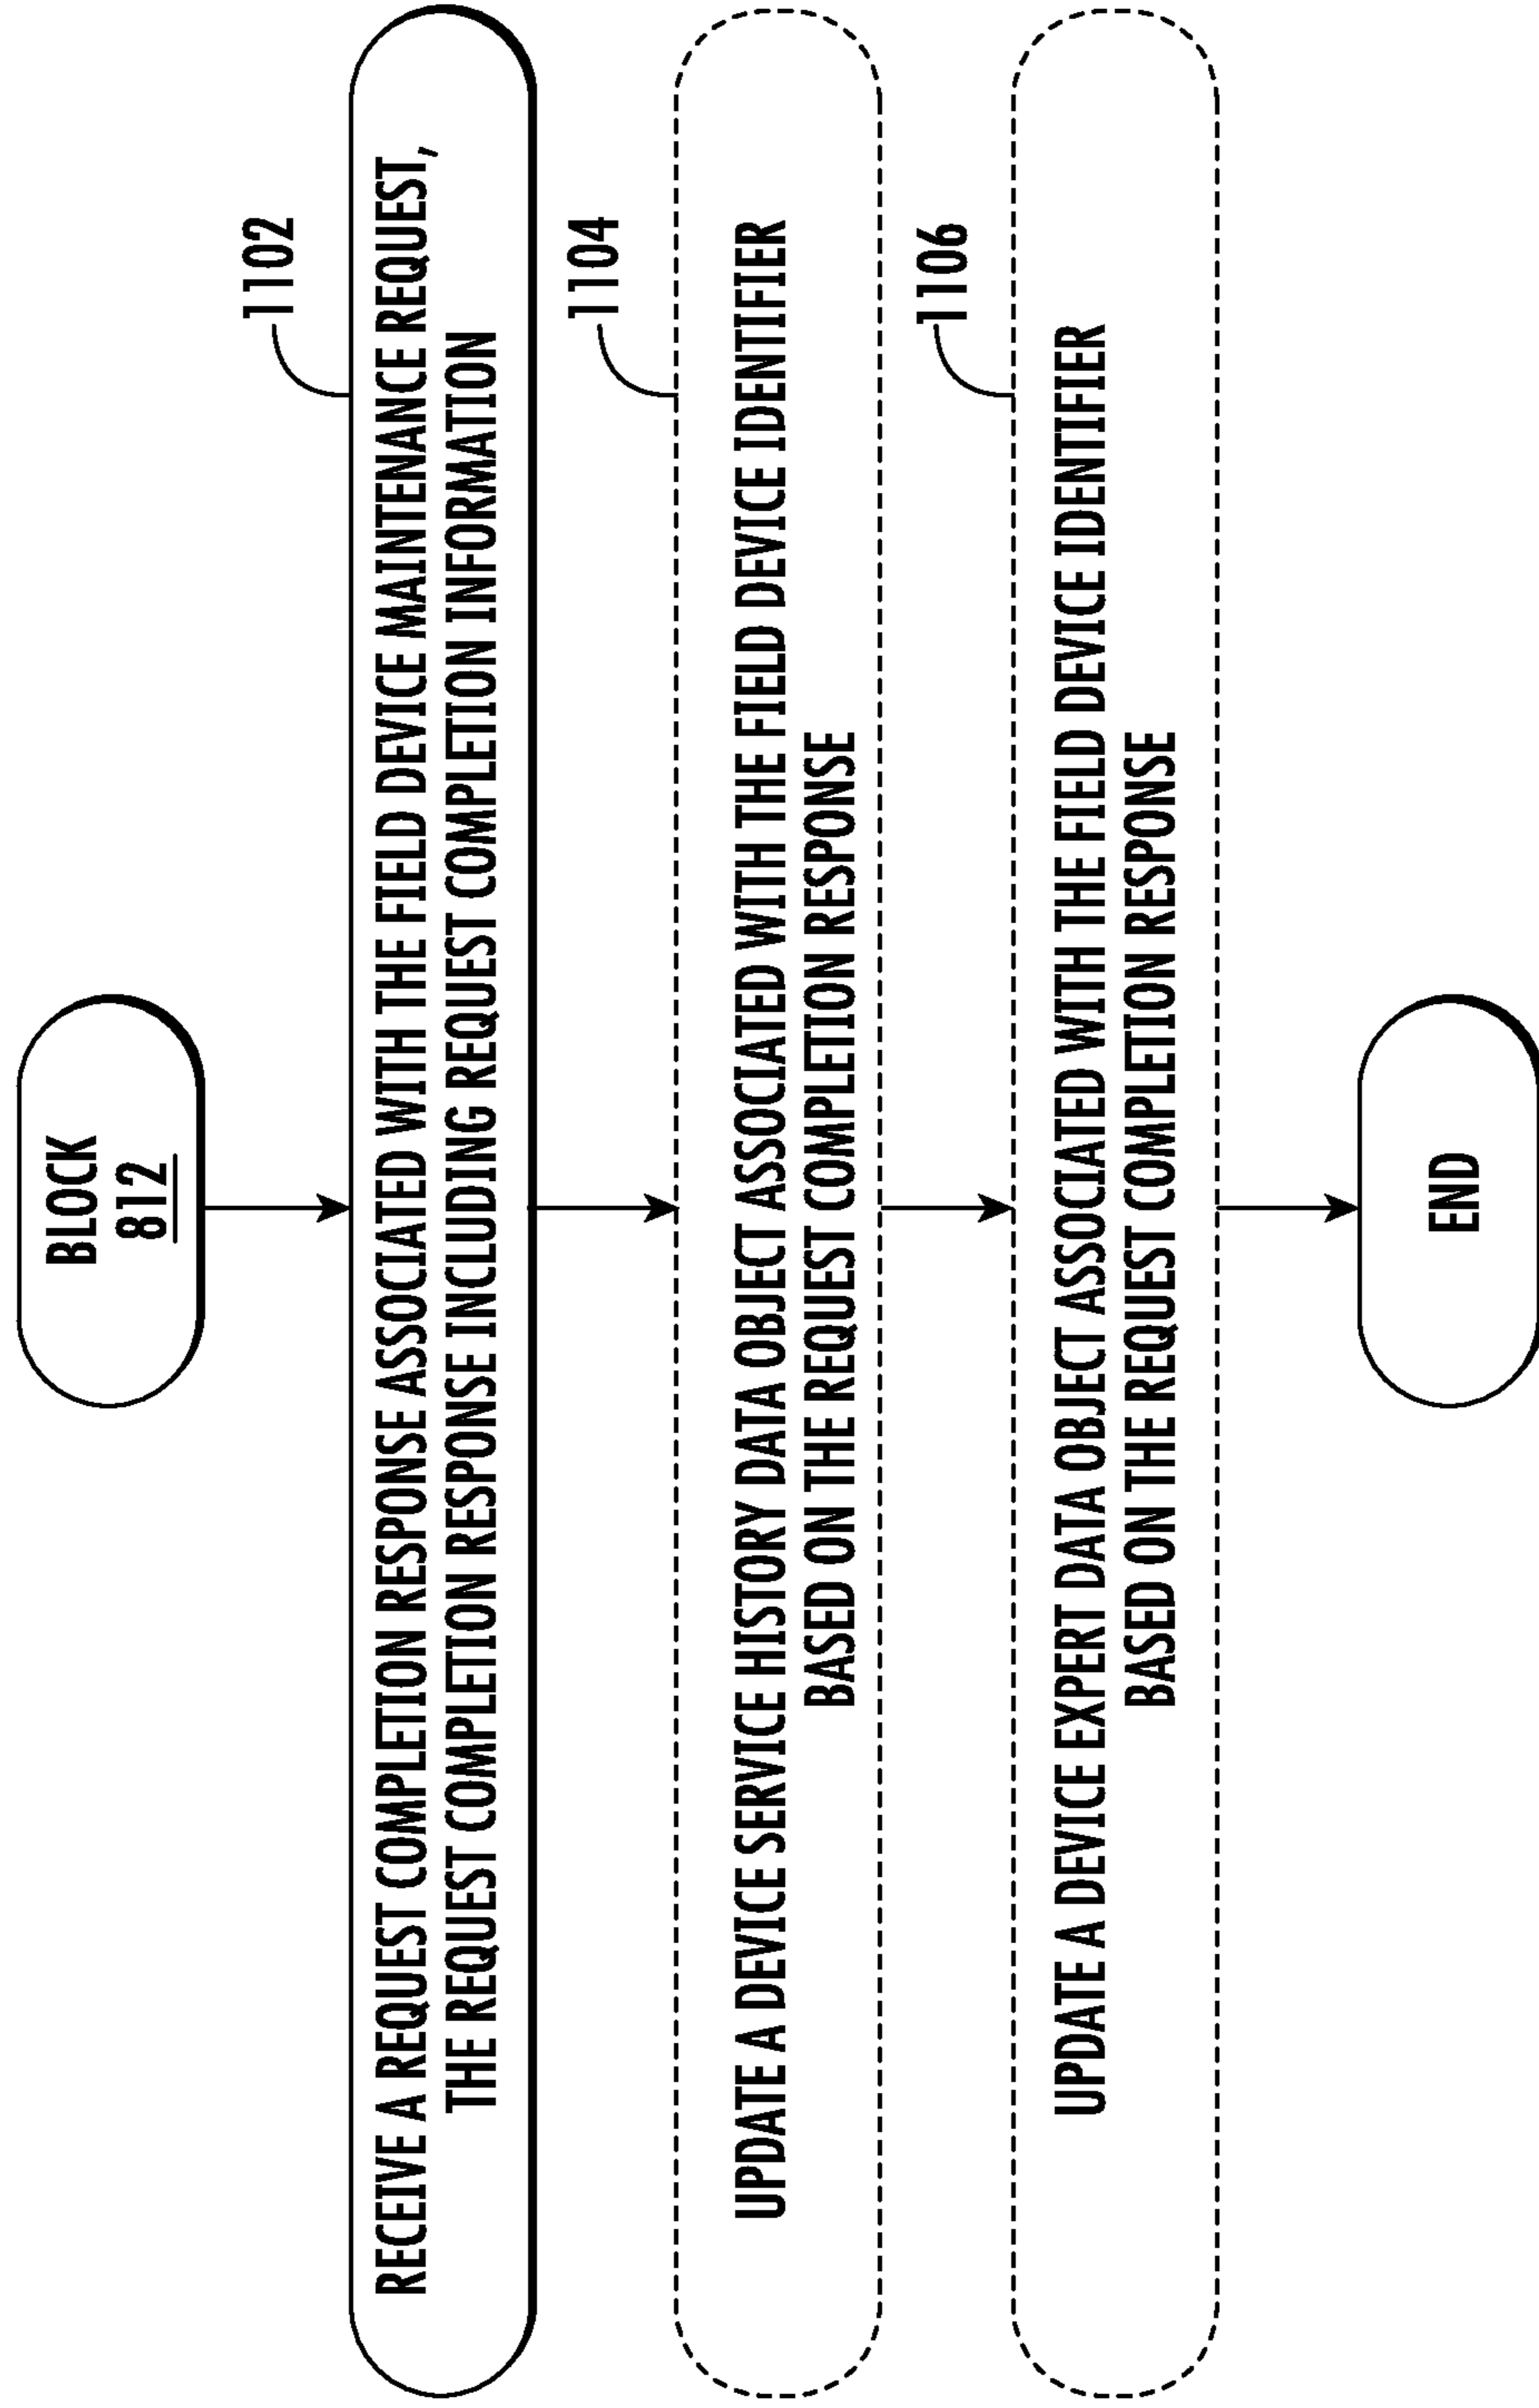 BLOCK
812
1102
RECEIVE A REQUEST COMPLETION RESPONSE ASSOCIATED WITH THE FIELD DEVICE MAINTENANCE REQUEST,
THE REQUEST COMPLETION RESPONSE INCLUDING REQUEST COMPLETION INFORMATION
1104
UPDATE A DEVICE SERVICE HISTORY DATA OBJECT ASSOCIATED WITH THE FIELD DEVICE IDENTIFIER
BASED ON THE REQUEST COMPLETION RESPONSE
1106
UPDATE A DEVICE EXPERT DATA OBJECT ASSOCIATED WITH THE FIELD DEVICE IDENTIFIER
BASED ON THE REQUEST COMPLETION RESPONSE
END